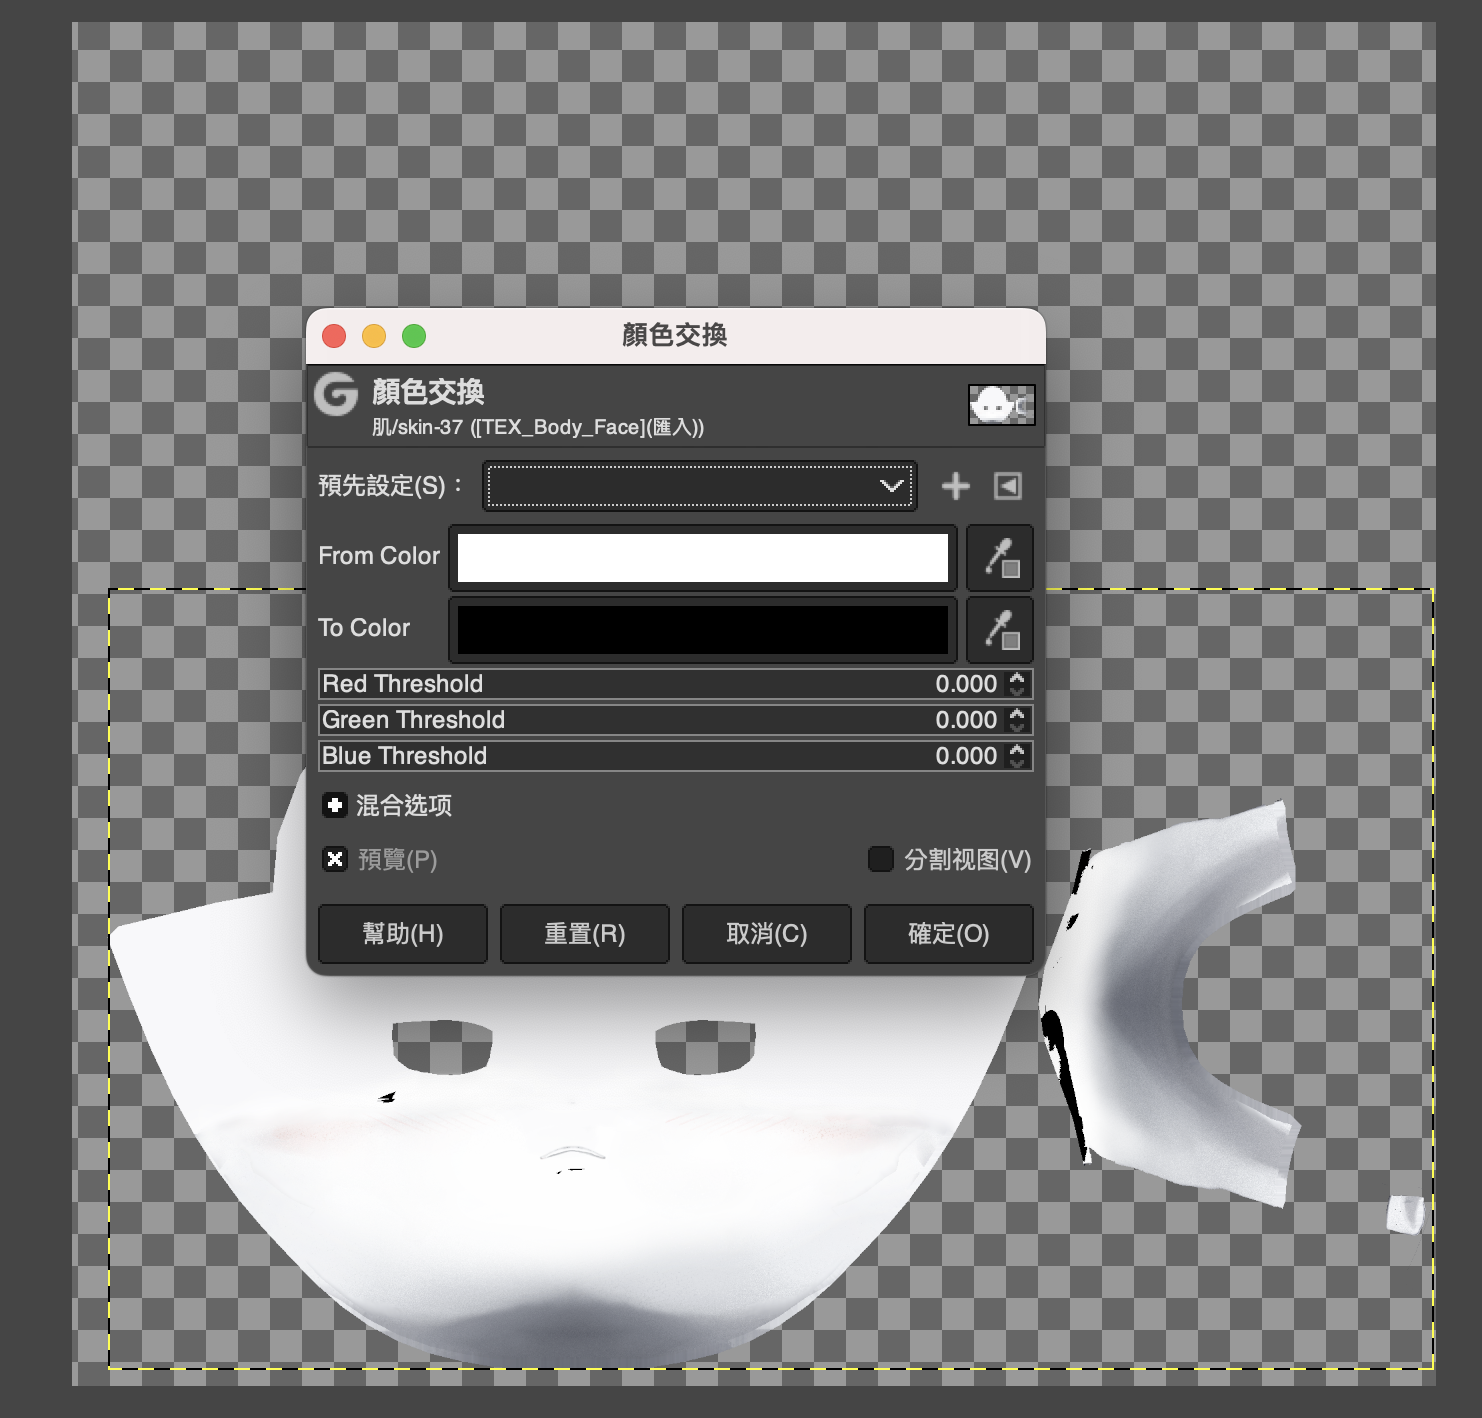 顏色交換
顏色交換
肌/skin-37 ([TEX_Body_Face](匯入))
預先設定(S)：
From Color
To Color
Red Threshold 0.000
Green Threshold 0.000
Blue Threshold 0.000
混合选项
預覽(P) 分割视图(V)
幫助(H) 重置(R) 取消(C) 確定(O)